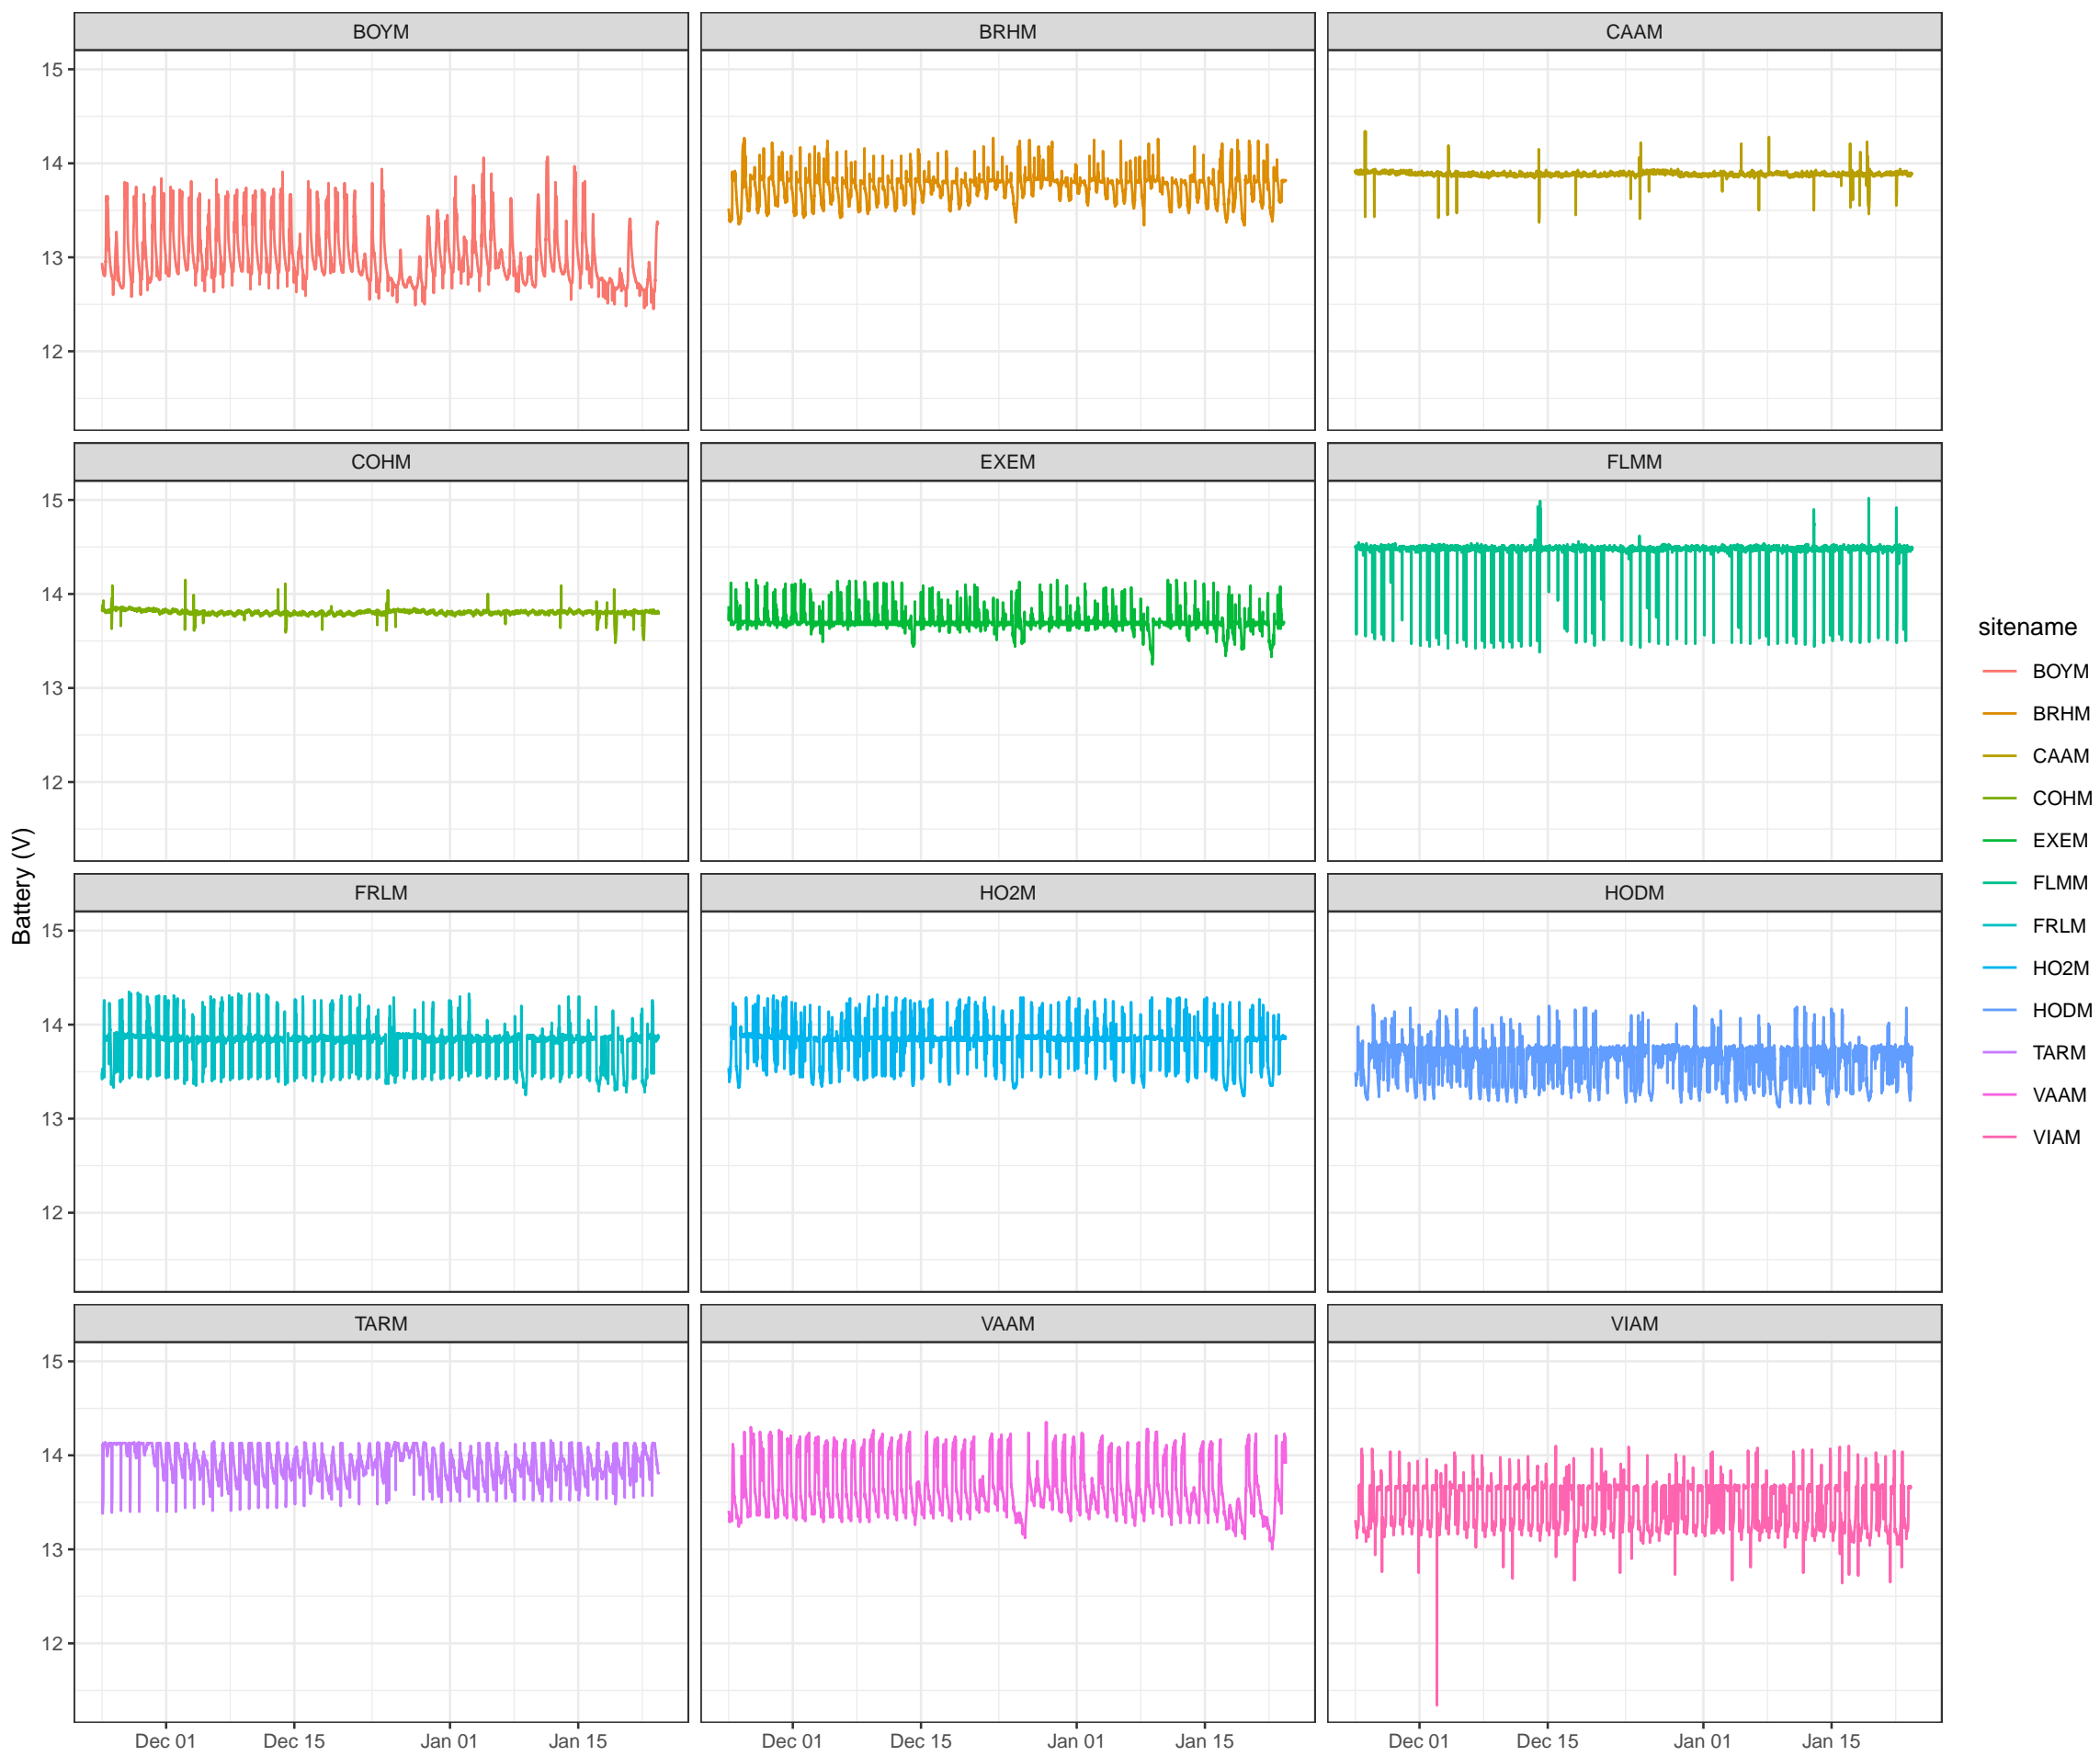 BOYM
BRHM
CAAM
15
14
13
12
COHM
EXEM
FLMM
15
14
13
12
FRLM
HO2M
HODM
15
14
13
12
TARM
VAAM
VIAM
15
14
13
12
Dec 01
Dec 15
Jan 01
Jan 15
Dec 01
Dec 15
Jan 01
Jan 15
Dec 01
Dec 15
Jan 01
Jan 15
Battery (V)
sitename
BOYM
BRHM
CAAM
COHM
EXEM
FLMM
FRLM
HO2M
HODM
TARM
VAAM
VIAM